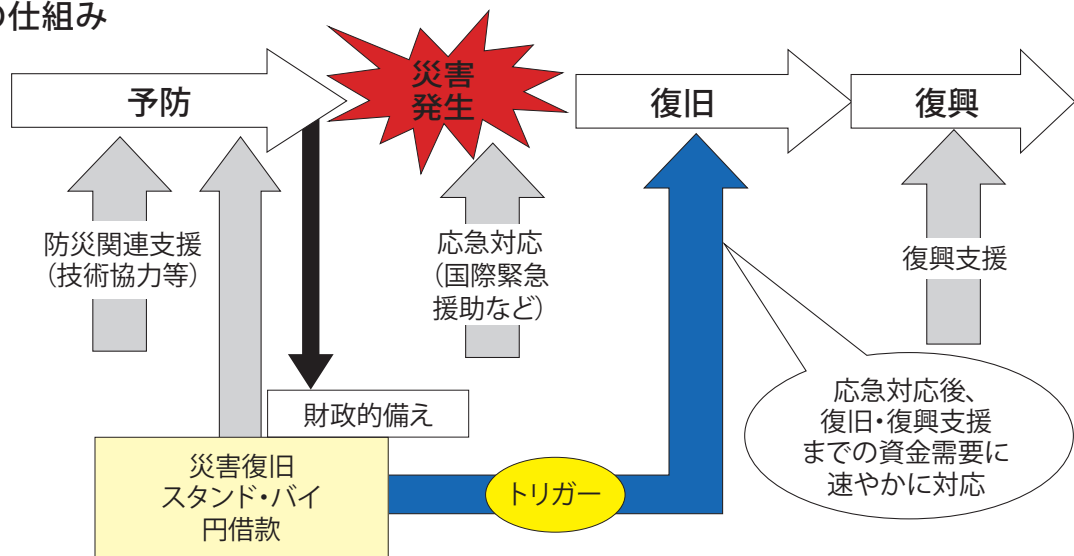 の仕組み
予防
災害
発生
復旧
復興
防災関連支援
（技術協力等）
応急対応
（国際緊急
援助など）
復興支援
財政的備え
災害復旧
スタンド・バイ
円借款
トリガー
応急対応後、
復旧・復興支援
までの資金需要に
速やかに対応